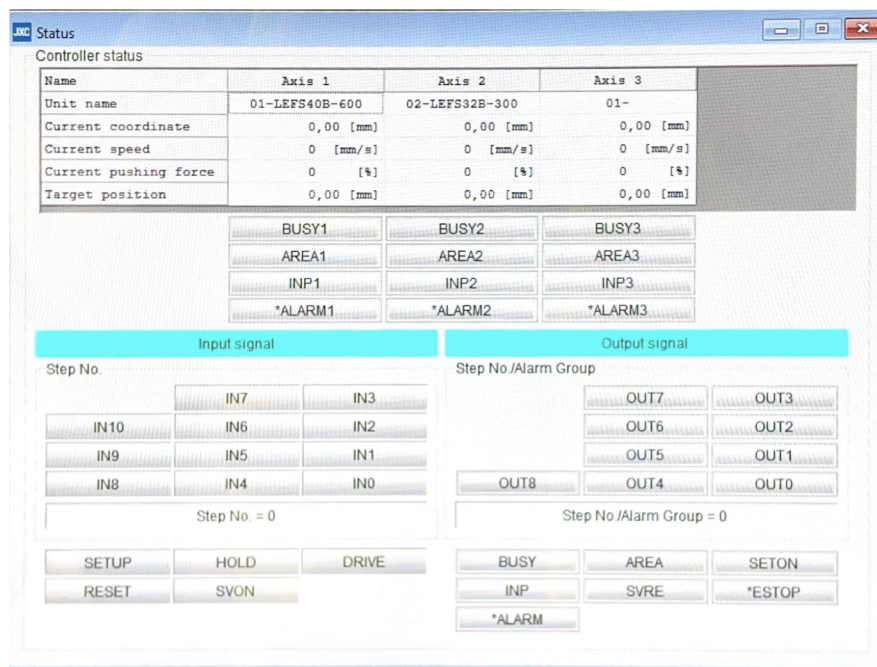 JXC Status
Controller status
Name Axis 1 Axis 2 Axis 3
Unit name 01-LEFS40B-600 02-LEFS32B-300 01-
Current coordinate 0,00 [mm] 0,00 [mm] 0,00 [mm]
Current speed 0 [mm/s] 0 [mm/s] 0 [mm/s]
Current pushing force 0 [%] 0 [%] 0 [%]
Target position 0,00 [mm] 0,00 [mm] 0,00 [mm]
BUSY1 BUSY2 BUSY3
AREA1 AREA2 AREA3
INP1 INP2 INP3
*ALARM1 *ALARM2 *ALARM3
Input signal Output signal
Step No. Step No./Alarm Group
IN7 IN3 OUT7 OUT3
IN10 IN6 IN2 OUT6 OUT2
IN9 IN5 IN1 OUT5 OUT1
IN8 IN4 IN0 OUT8 OUT4 OUT0
Step No. = 0 Step No./Alarm Group = 0
SETUP HOLD DRIVE BUSY AREA SETON
RESET SVON INP SVRE *ESTOP
*ALARM